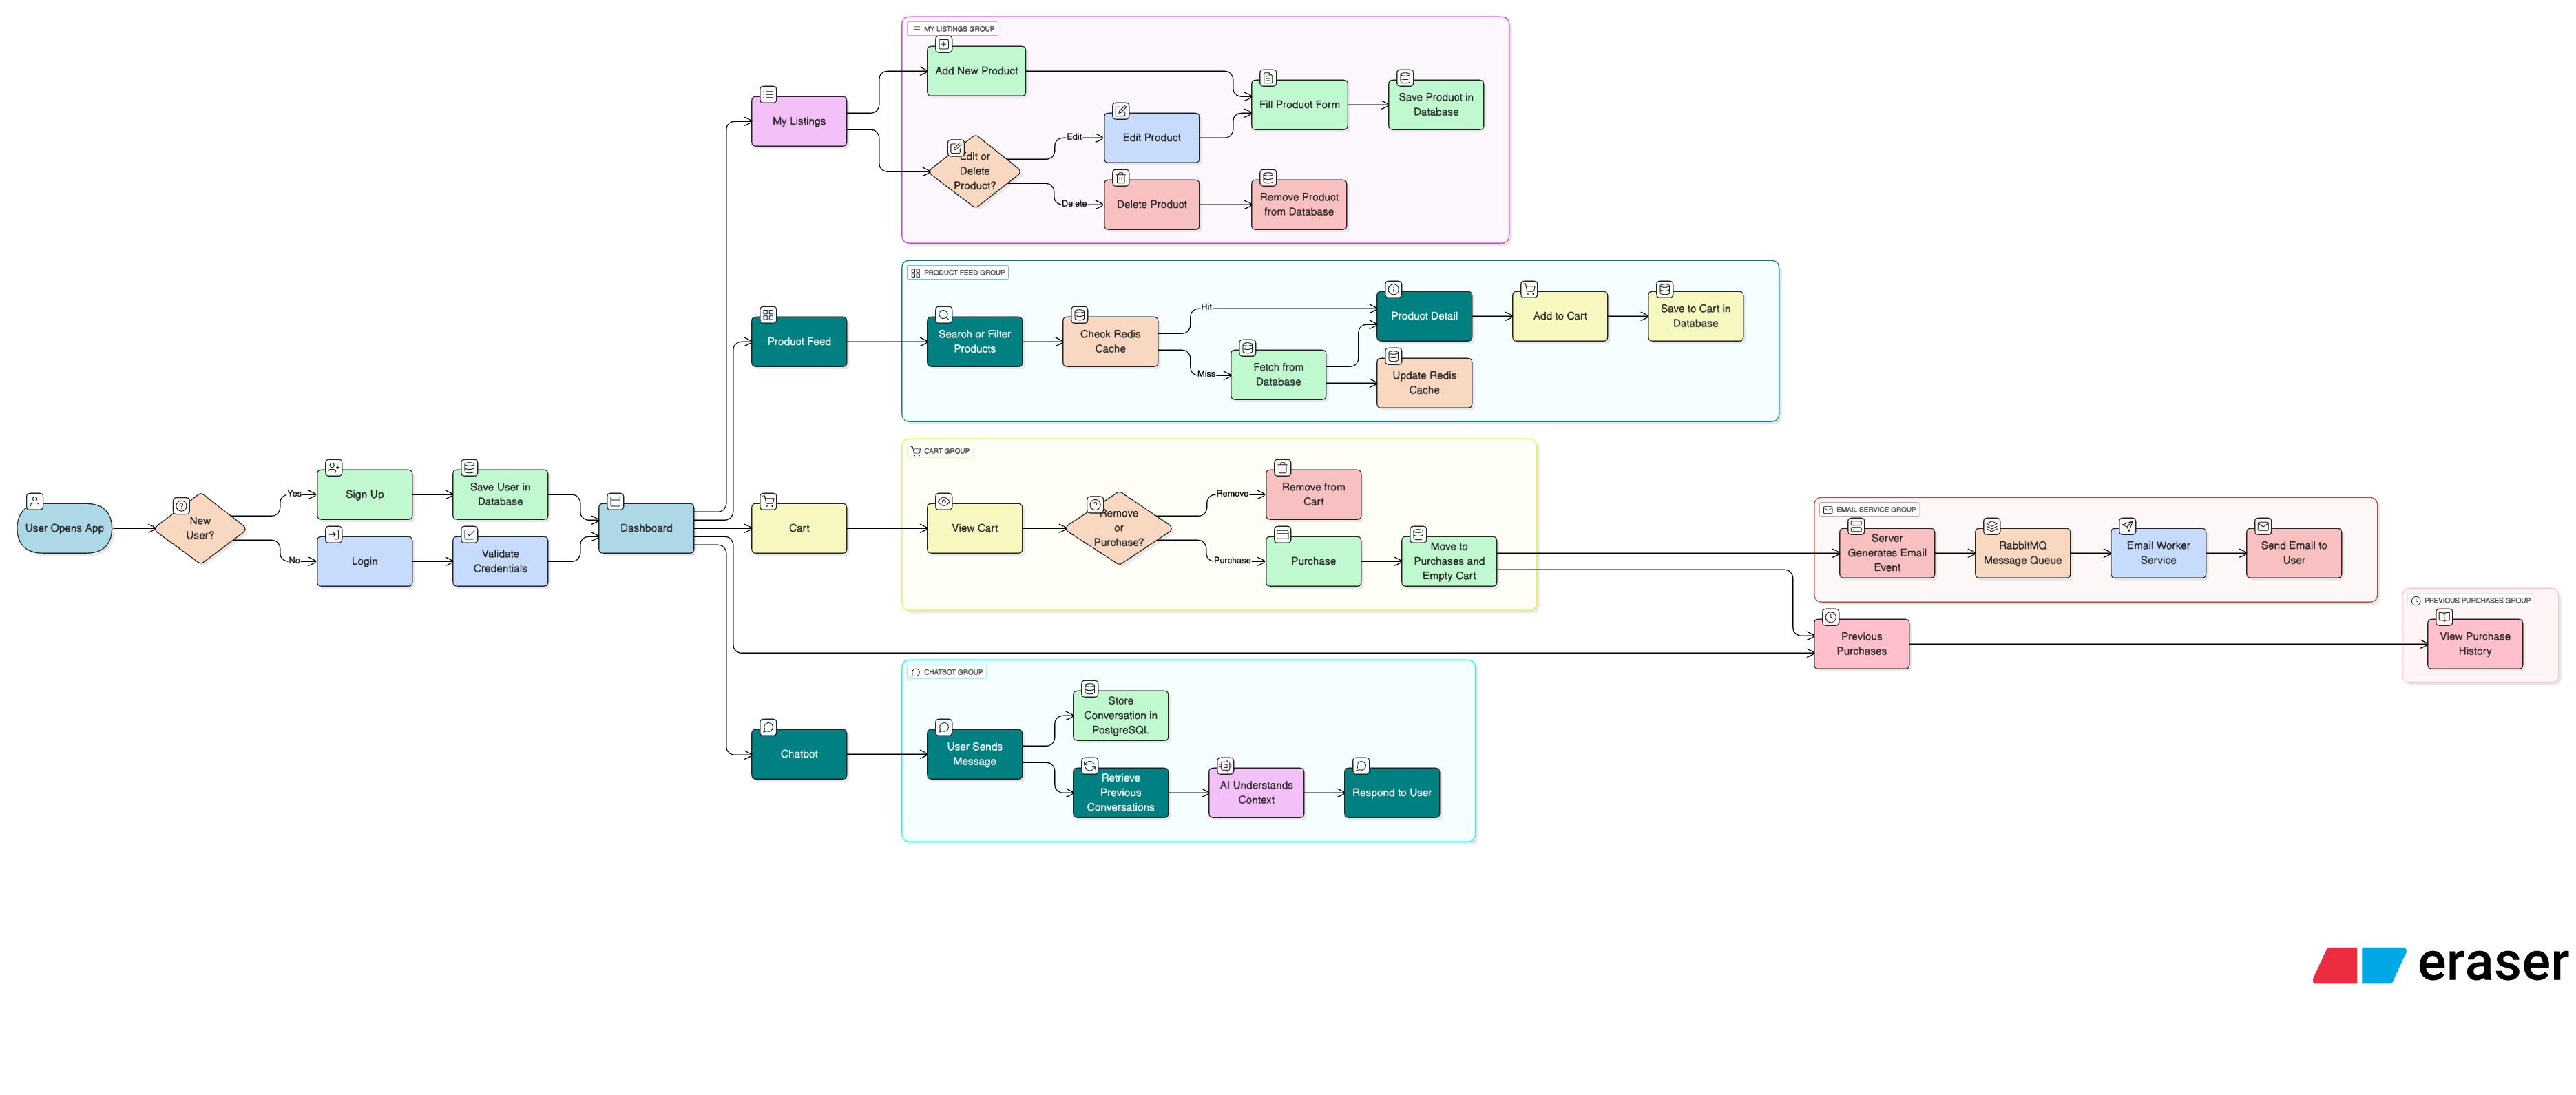 MY LISTINGS GROUP
Add New Product
Fill Product Form
Save Product in
Database
My Listings
Edit
Edit Product
Edit or
Delete
Product?
Delete
Delete Product
Remove Product
from Database
PRODUCT FEED GROUP
Product Feed
Search or Filter
Products
Check Redis
Cache
Hit
Miss
Fetch from
Database
Product Detail
Update Redis
Cache
Add to Cart
Save to Cart in
Database
CART GROUP
User Opens App
New
User?
Yes
No
Sign Up
Save User in
Database
Login
Validate
Credentials
Dashboard
Cart
View Cart
Remove
or
Purchase?
Remove
Remove from
Cart
Purchase
Purchase
Move to
Purchases and
Empty Cart
EMAIL SERVICE GROUP
Server
Generates Email
Event
RabbitMQ
Message Queue
Email Worker
Service
Send Email to
User
Previous
Purchases
PREVIOUS PURCHASES GROUP
View Purchase
History
CHATBOT GROUP
Chatbot
User Sends
Message
Store
Conversation in
PostgreSQL
Retrieve
Previous
Conversations
AI Understands
Context
Respond to User
eraser